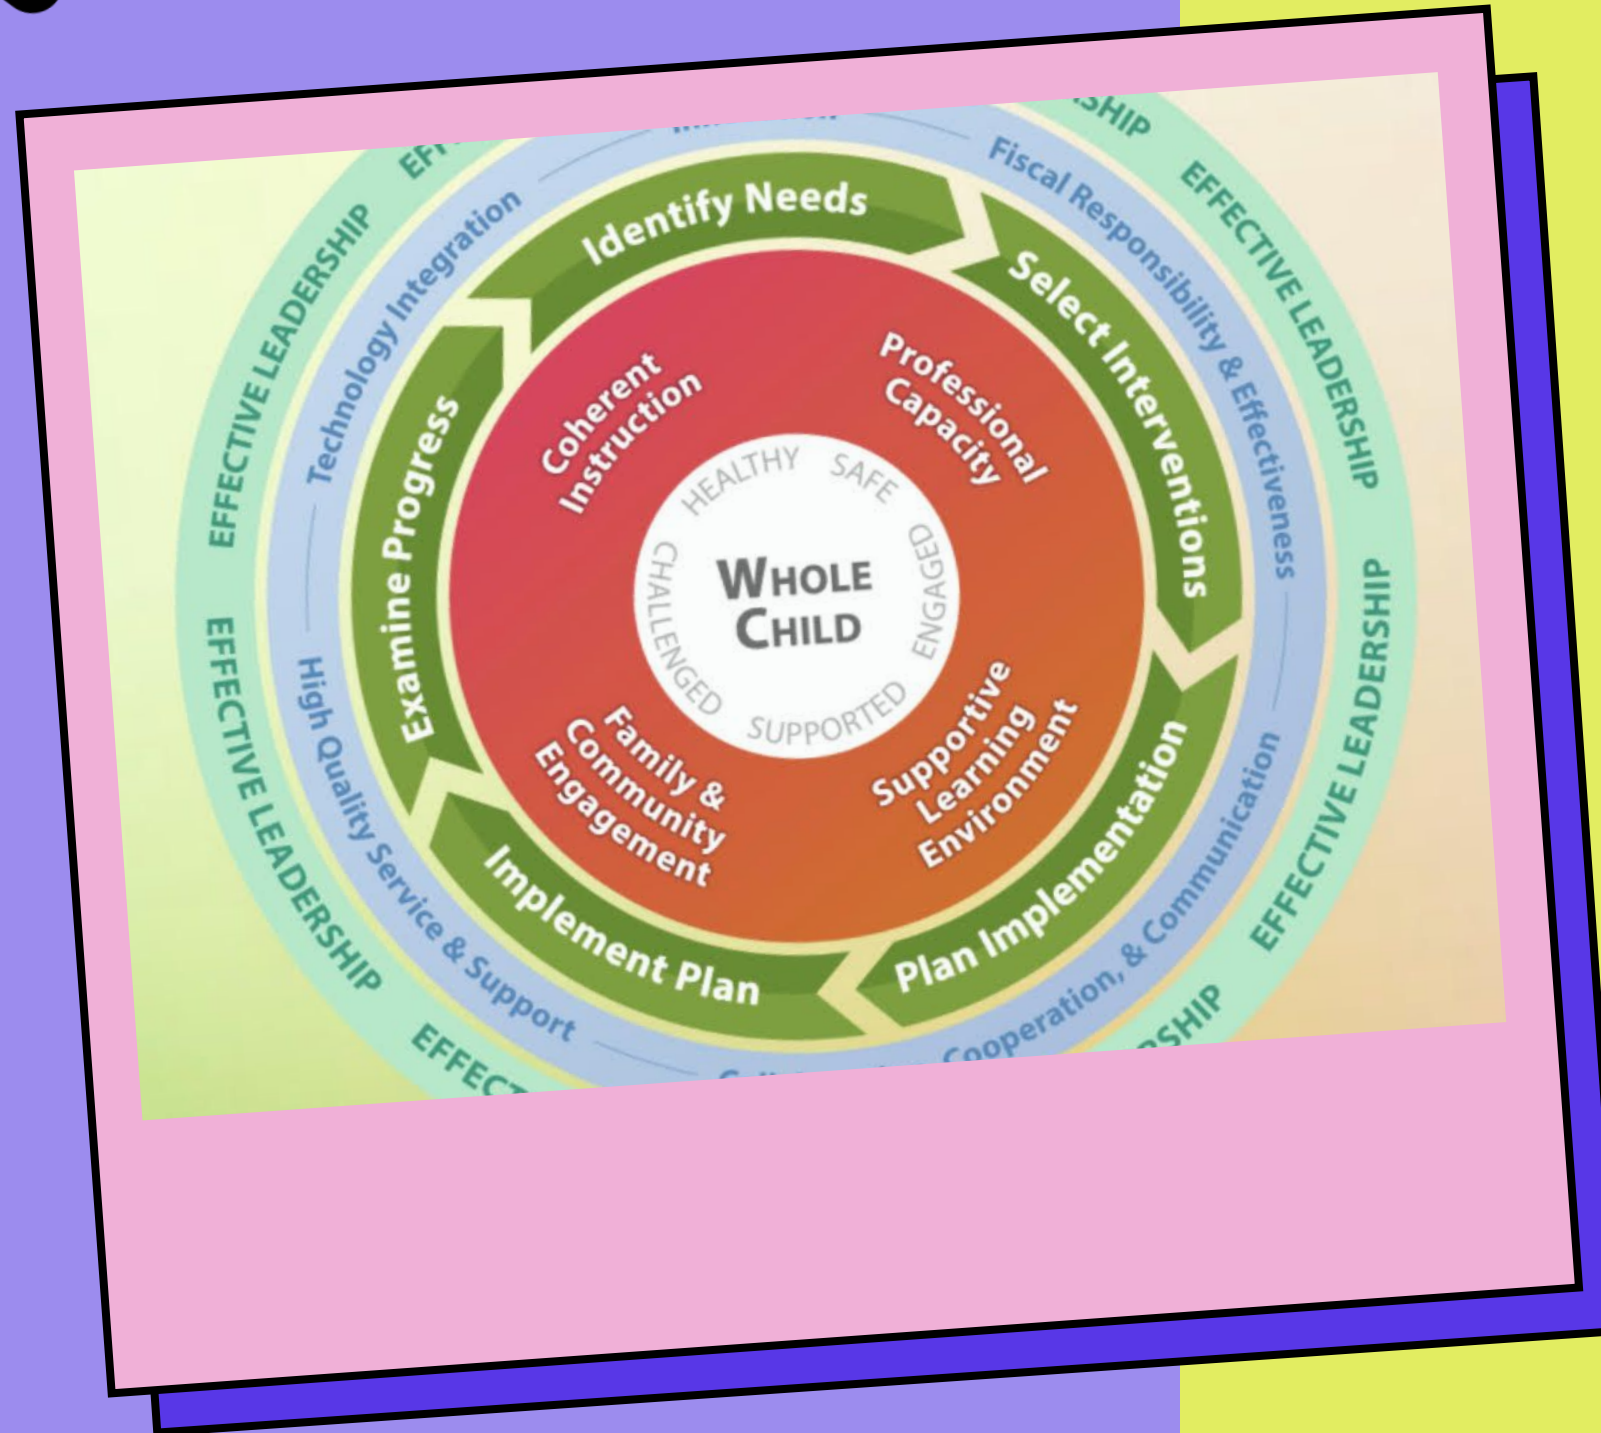 EFFECTIVE LEADERSHIP
EFFECTIVE LEADERSHIP
EFFECTIVE LEADERSHIP
EFFECTIVE LEADERSHIP
Technology Integration
Fiscal Responsibility & Effectiveness
Cooperation, & Communication
High Quality Service & Support
Identify Needs
Select Interventions
Plan Implementation
Implement Plan
Examine Progress
Coherent
Instruction
Professional
Capacity
Supportive
Learning
Environment
Family &
Community
Engagement
HEALTHY
SAFE
ENGAGED
SUPPORTED
CHALLENGED
WHOLE
CHILD